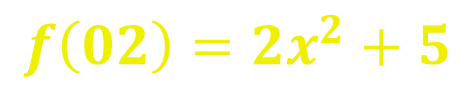 f(02) = 2x² + 5